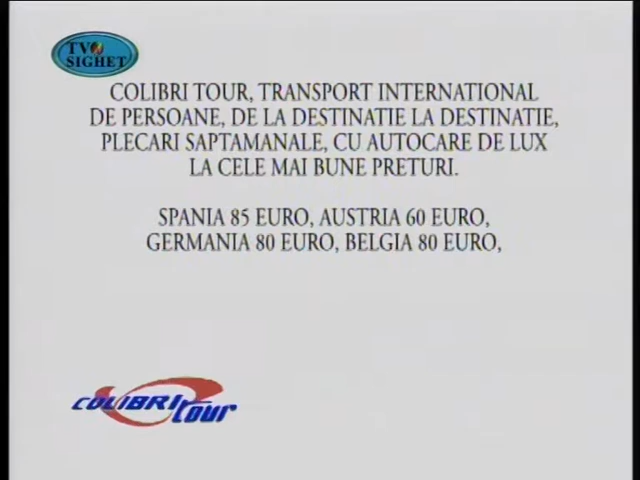 TV SIGHET
COLIBRI TOUR, TRANSPORT INTERNATIONAL
DE PERSOANE, DE LA DESTINATIE LA DESTINATIE,
PLECARI SAPTAMANALE, CU AUTOCARE DE LUX
LA CELE MAI BUNE PRETURI.
SPANIA 85 EURO, AUSTRIA 60 EURO,
GERMANIA 80 EURO, BELGIA 80 EURO,
COLIBRI tour